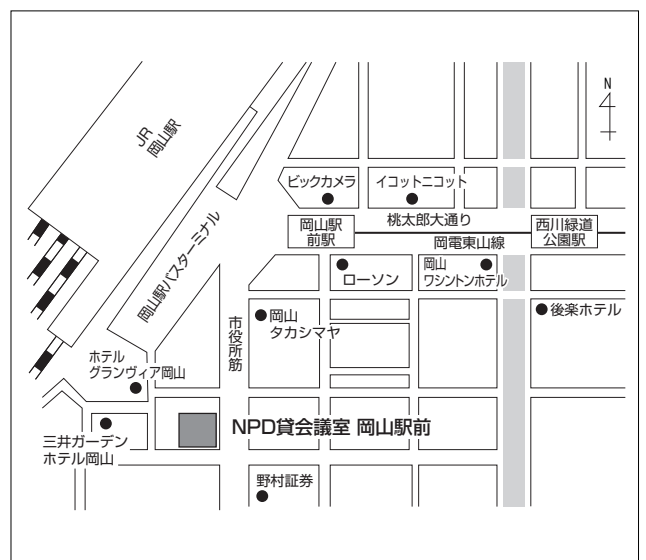 N
JR
岡山駅
ビックカメラ
イコットニコット
桃太郎大通り
岡山駅
前駅
西川緑道
公園駅
岡電東山線
岡山駅バスターミナル
ローソン
岡山
ワシントンホテル
市役所筋
岡山
タカシマヤ
後楽ホテル
ホテル
グランヴィア岡山
NPD貸会議室 岡山駅前
三井ガーデン
ホテル岡山
野村証券